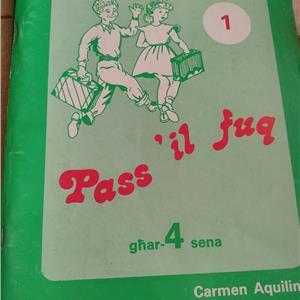 1
Pass 'il fuq
għar-4 sena
Carmen Aquilin